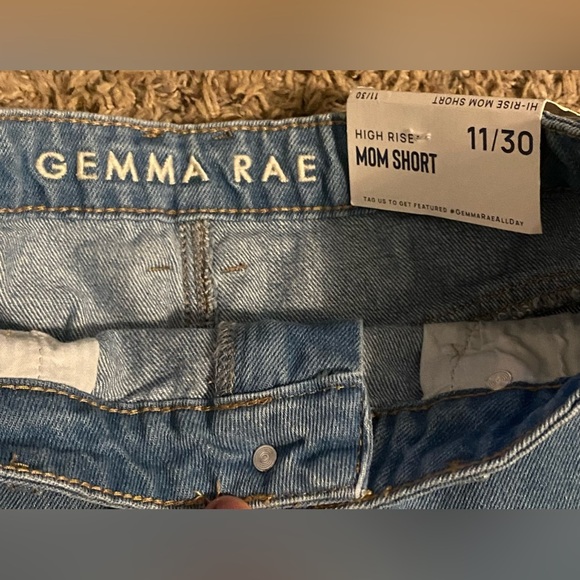 11/30
HI-RISE MOM SHORT
GEMMA RAE
HIGH RISE
11/30
MOM SHORT
TAG US TO GET FEATURED #GEMMARAEALLDAY